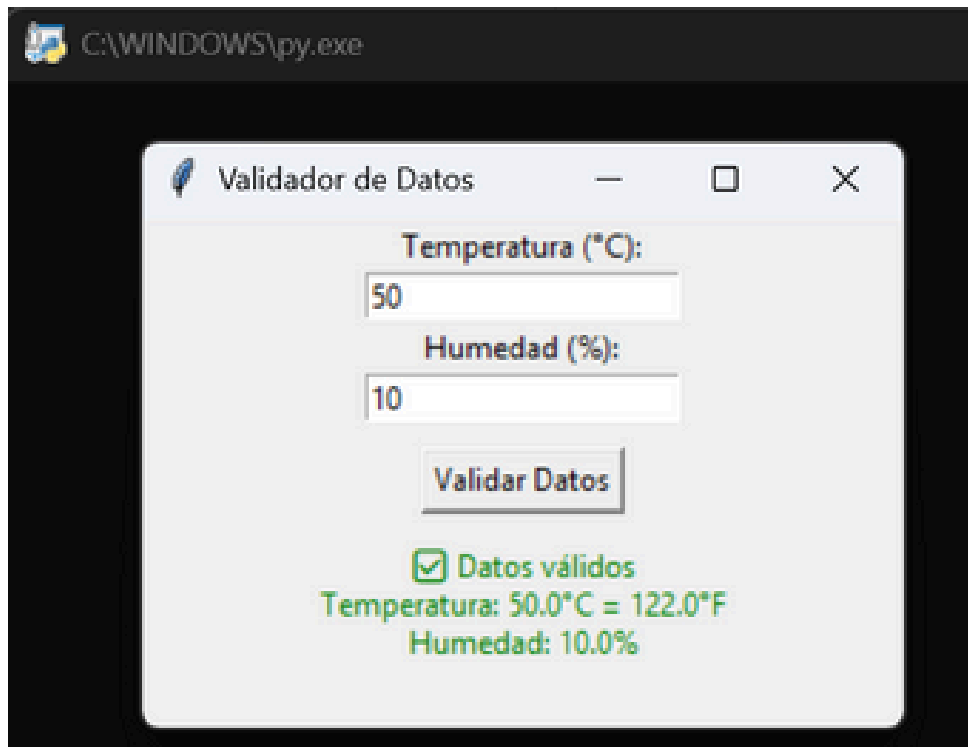 C:\WINDOWS\py.exe
Validador de Datos
Temperatura (°C):
50
Humedad (%):
10
Validar Datos
☑ Datos válidos
Temperatura: 50.0°C = 122.0°F
Humedad: 10.0%